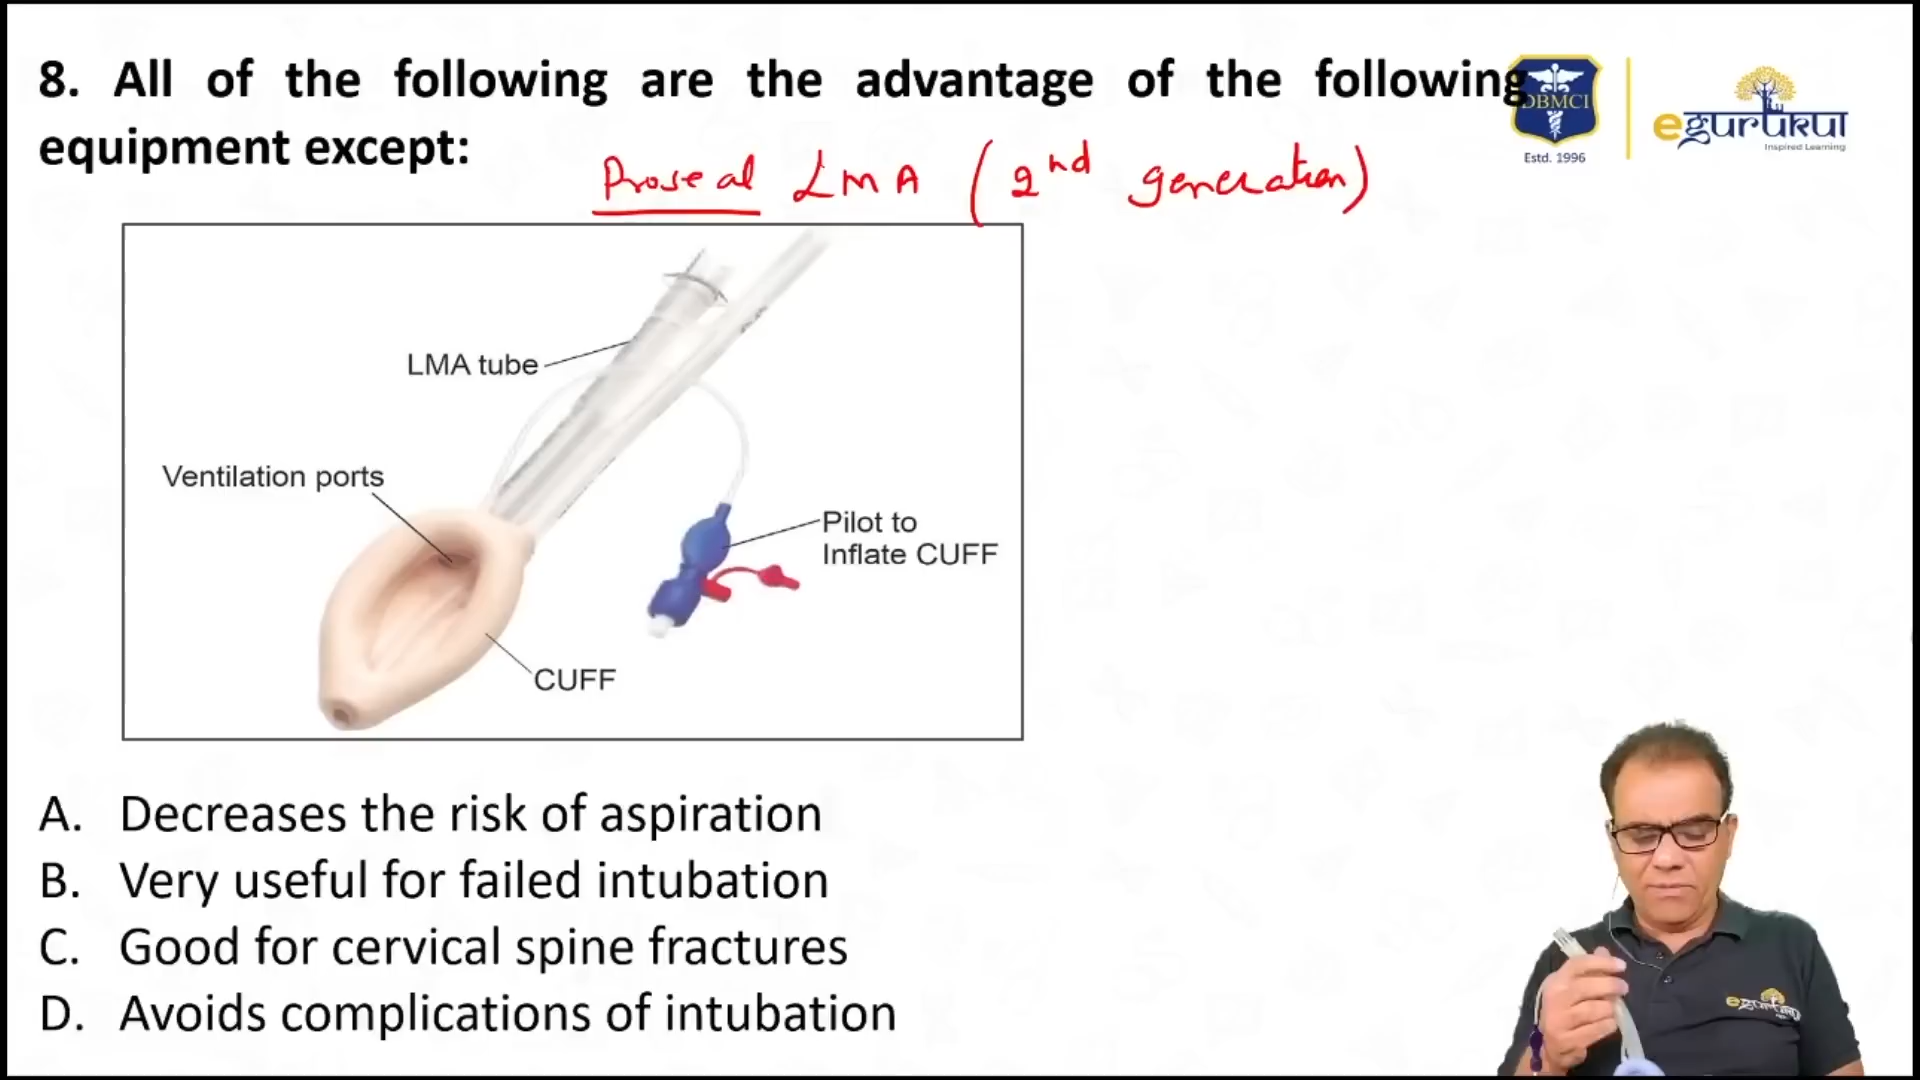 8. All of the following are the advantage of the following
equipment except:
DBMCI
Estd. 1996
egurukul
Inspired Learning
Proseal LMA (2nd generation)
LMA tube
Ventilation ports
Pilot to
Inflate CUFF
CUFF
A. Decreases the risk of aspiration
B. Very useful for failed intubation
C. Good for cervical spine fractures
D. Avoids complications of intubation